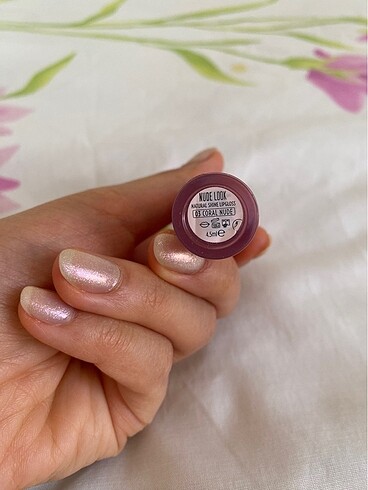 NUDE LOOK
NATURAL SHINE LIPGLOSS
03 CORAL NUDE
4.5ml e